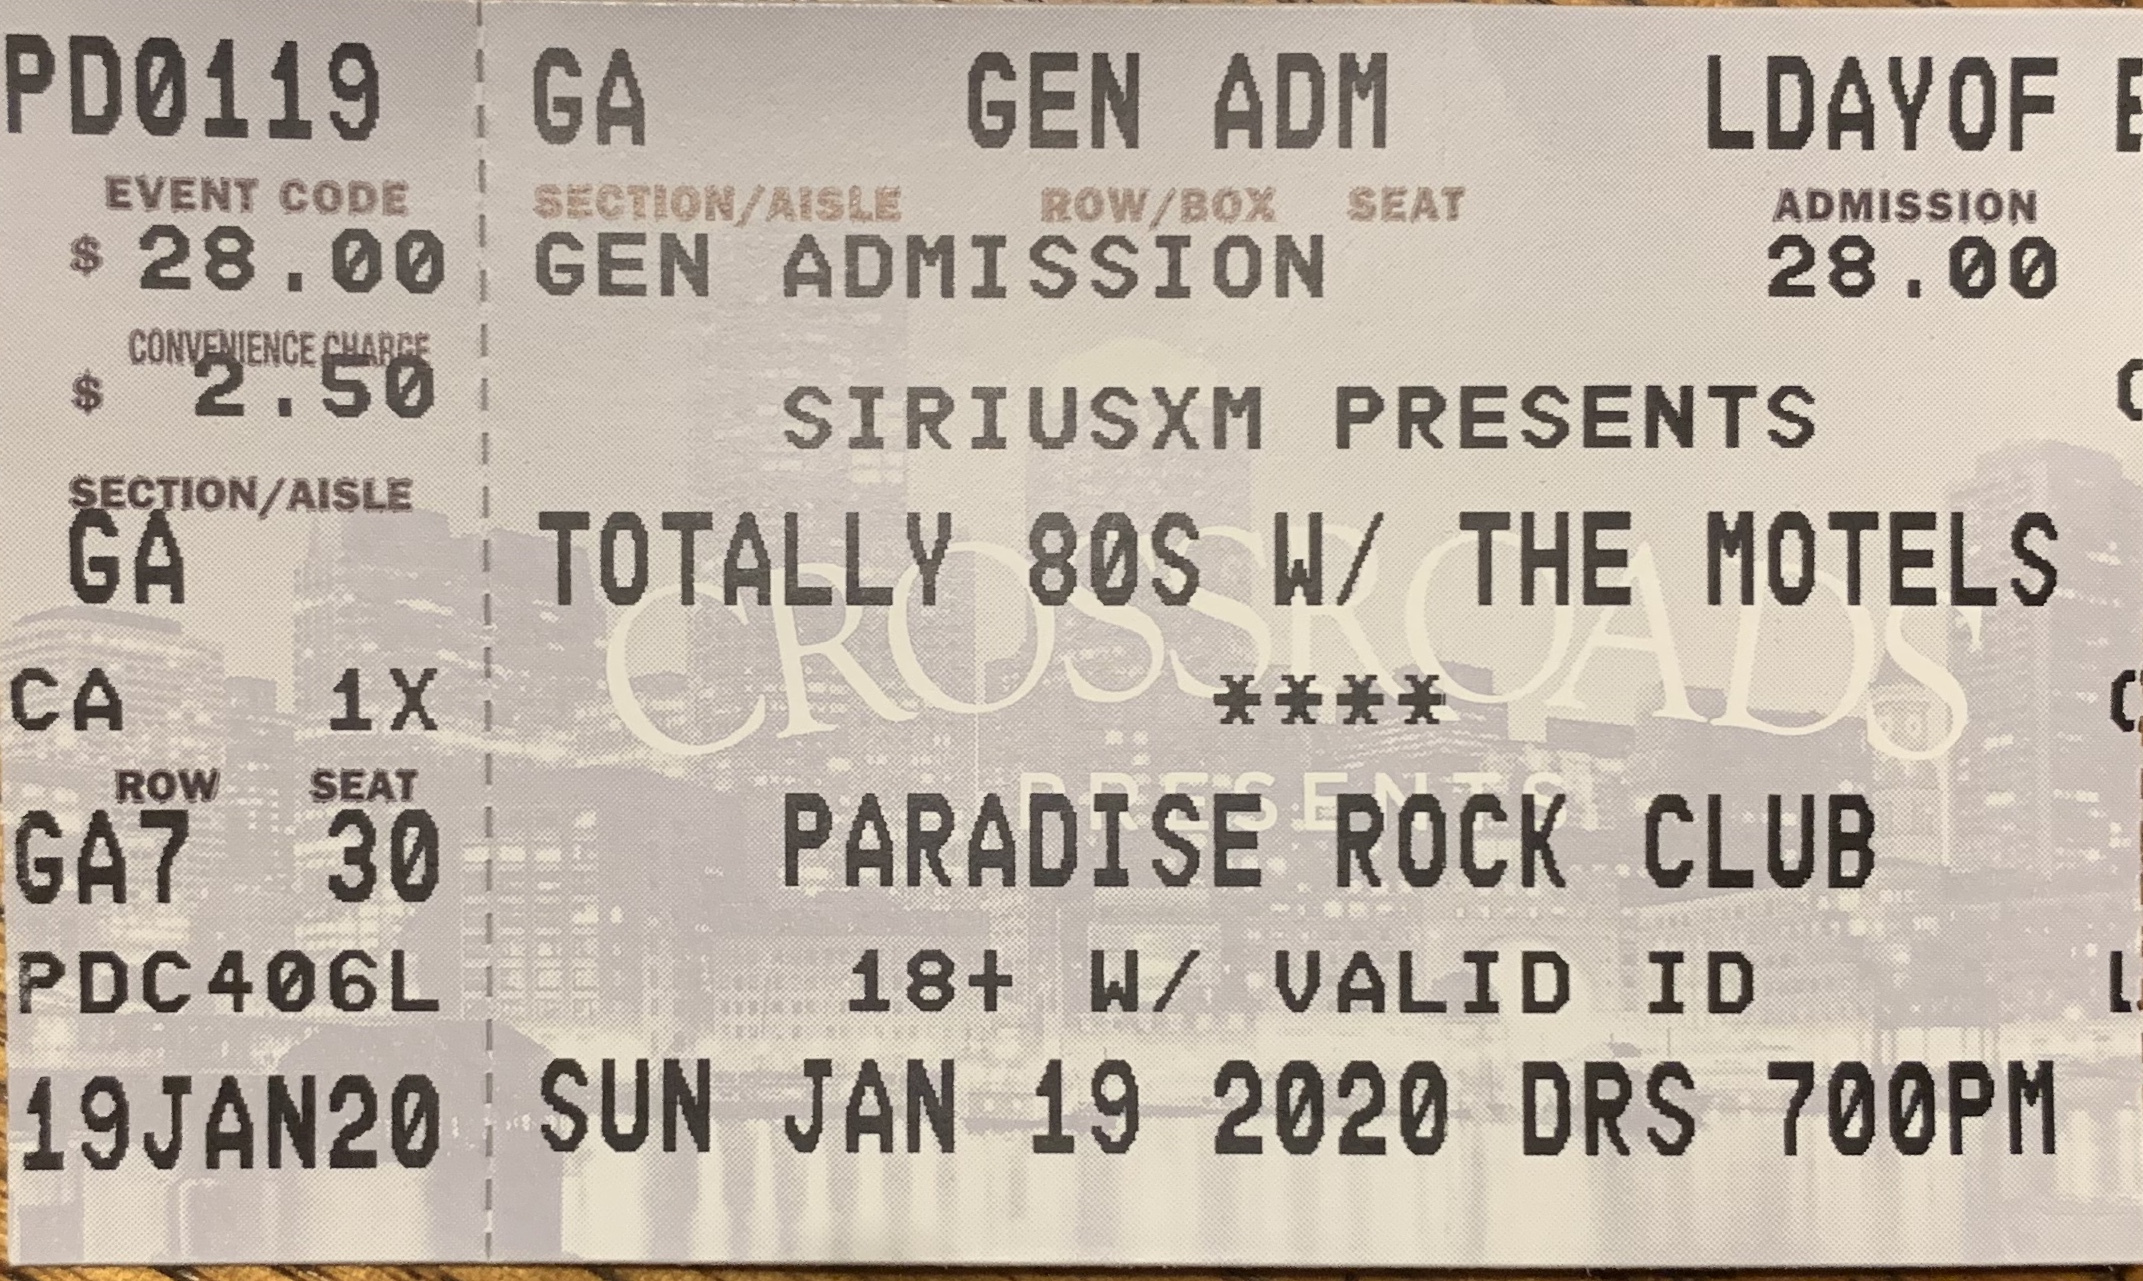 PD0119
EVENT CODE
$ 28.00
CONVENIENCE CHARGE
$ 2.50
SECTION/AISLE
GA
CA 1X
ROW SEAT
GA7 30
PDC406L
19JAN20
GA GEN ADM LDAYOF
SECTION/AISLE ROW/BOX SEAT ADMISSION
GEN ADMISSION 28.00
SIRIUSXM PRESENTS
TOTALLY 80S W/ THE MOTELS
CROSSROADS
****
PRESENTS
PARADISE ROCK CLUB
18+ W/ VALID ID
SUN JAN 19 2020 DRS 700PM